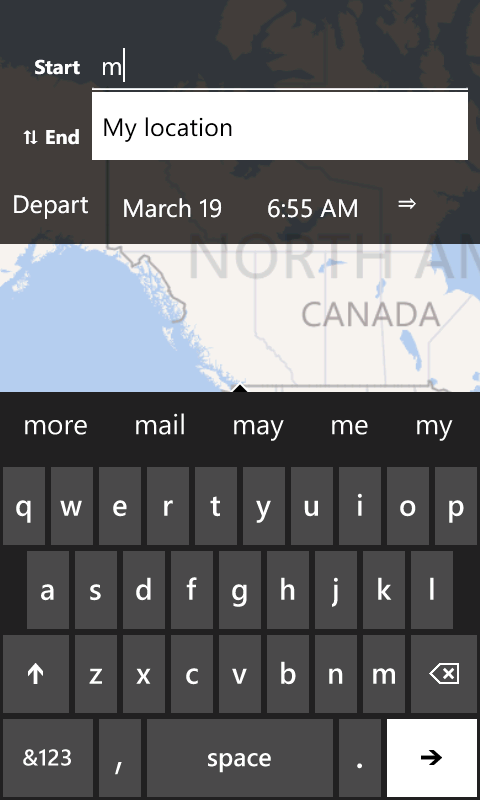 Start m
My location
⇅ End
Depart March 19 6:55 AM ⇒
NORTH AM
CANADA
more mail may me my
q w e r t y u i o p
a s d f g h j k l
z x c v b n m
&123 , space . →